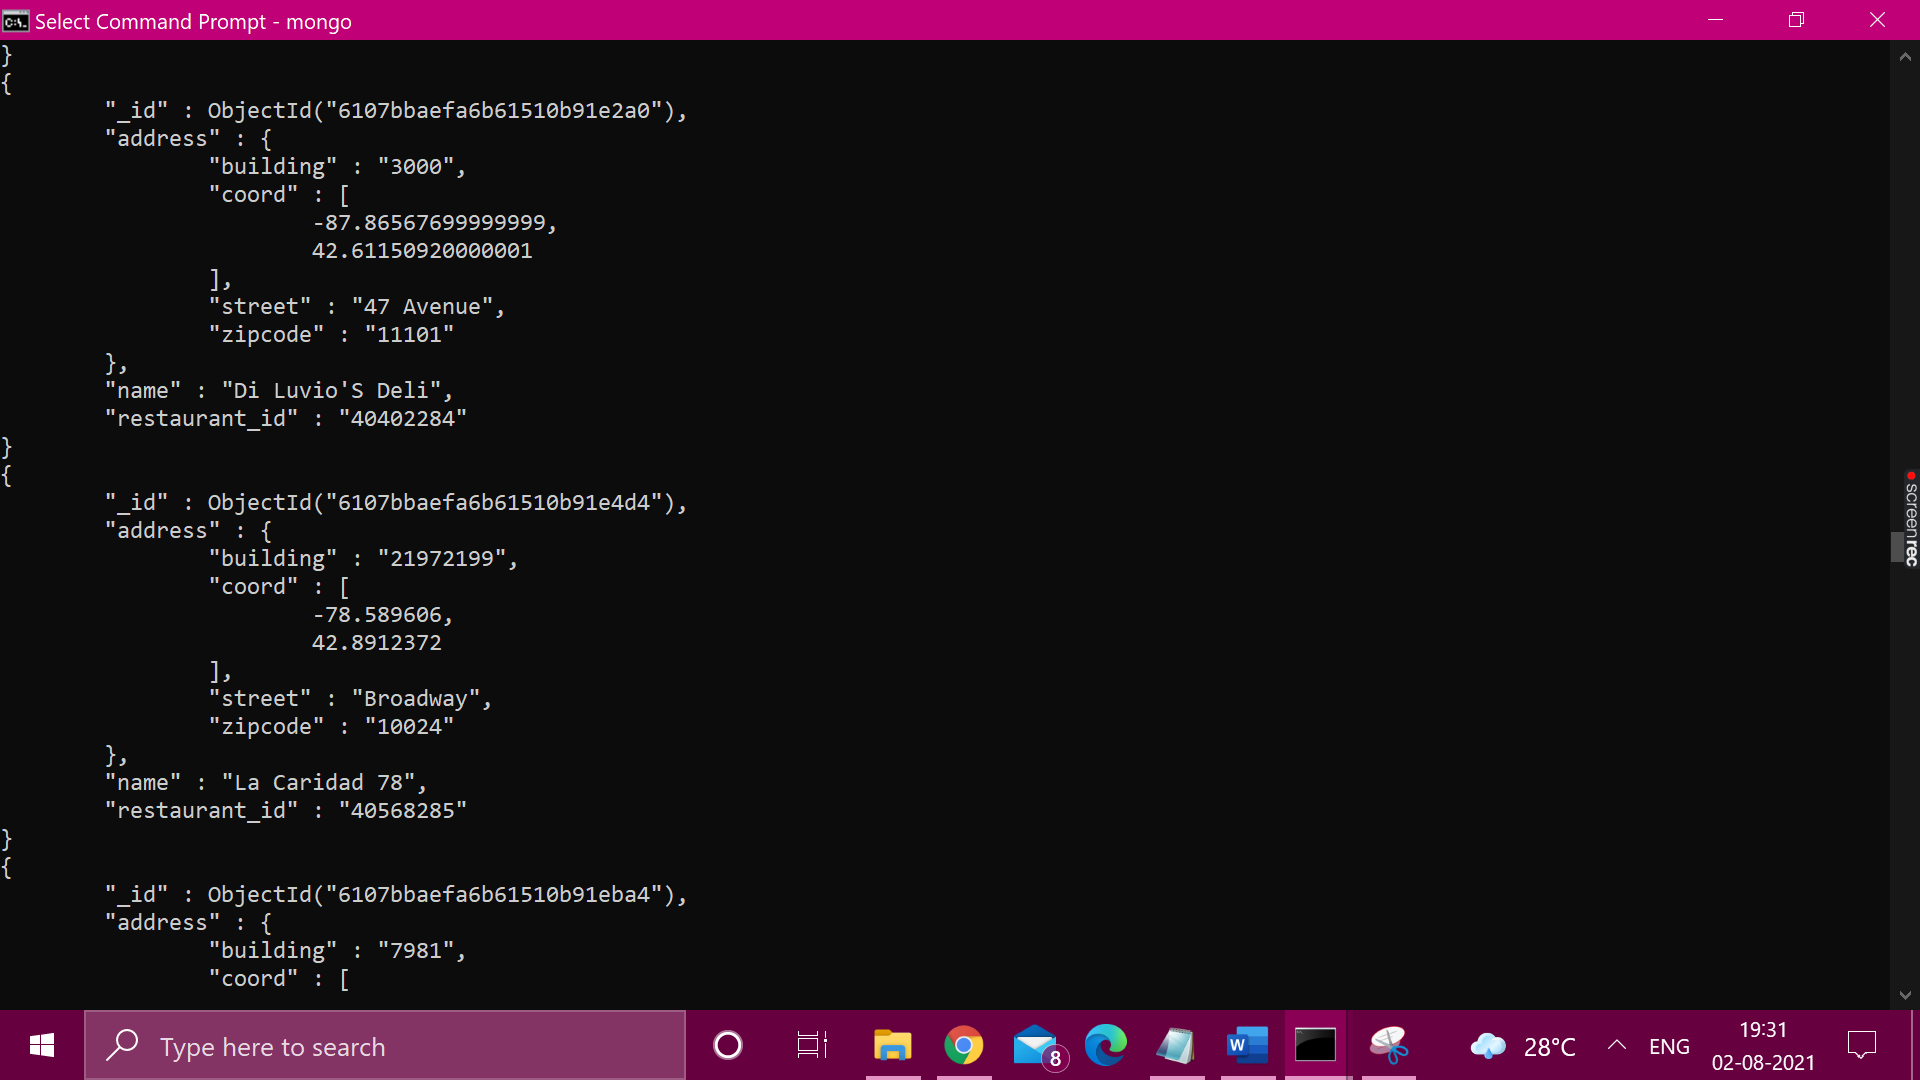 Select Command Prompt - mongo
}
{
"_id" : ObjectId("6107bbaefa6b61510b91e2a0"),
"address" : {
"building" : "3000",
"coord" : [
-87.86567699999999,
42.61150920000001
],
"street" : "47 Avenue",
"zipcode" : "11101"
},
"name" : "Di Luvio'S Deli",
"restaurant_id" : "40402284"
}
{
"_id" : ObjectId("6107bbaefa6b61510b91e4d4"),
"address" : {
"building" : "21972199",
"coord" : [
-78.589606,
42.8912372
],
"street" : "Broadway",
"zipcode" : "10024"
},
"name" : "La Caridad 78",
"restaurant_id" : "40568285"
}
{
"_id" : ObjectId("6107bbaefa6b61510b91eba4"),
"address" : {
"building" : "7981",
"coord" : [
screenrec
Type here to search
8
W
28°C
ENG
19:31
02-08-2021